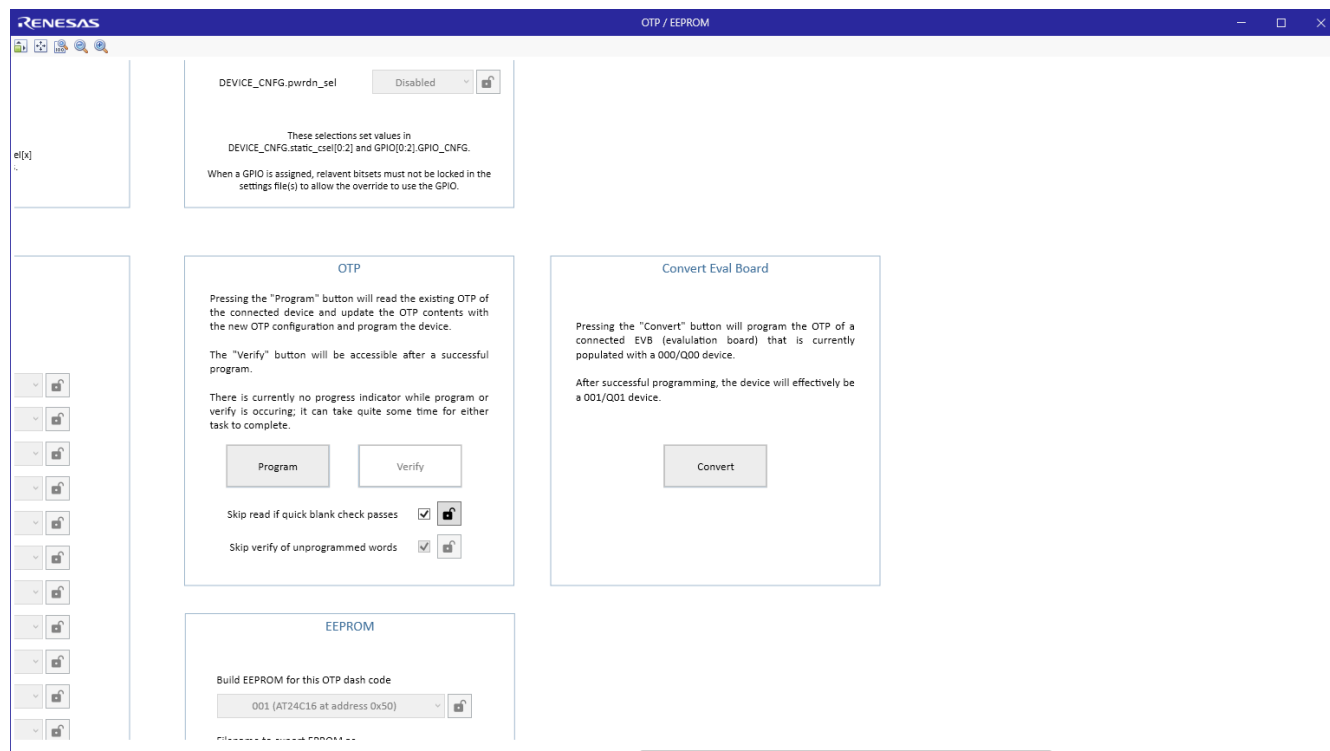 RENESAS
OTP / EEPROM
DEVICE_CNFG.pwrdn_sel
Disabled
These selections set values in
DEVICE_CNFG.static_csel[0:2] and GPIO[0:2].GPIO_CNFG.
el[x]
When a GPIO is assigned, relavent bitsets must not be locked in the
settings file(s) to allow the override to use the GPIO.
OTP
Pressing the "Program" button will read the existing OTP of
the connected device and update the OTP contents with
the new OTP configuration and program the device.
The "Verify" button will be accessible after a successful
program.
There is currently no progress indicator while program or
verify is occuring; it can take quite some time for either
task to complete.
Program
Verify
Skip read if quick blank check passes
Skip verify of unprogrammed words
Convert Eval Board
Pressing the "Convert" button will program the OTP of a
connected EVB (evalulation board) that is currently
populated with a 000/Q00 device.
After successful programming, the device will effectively be
a 001/Q01 device.
Convert
EEPROM
Build EEPROM for this OTP dash code
001 (AT24C16 at address 0x50)